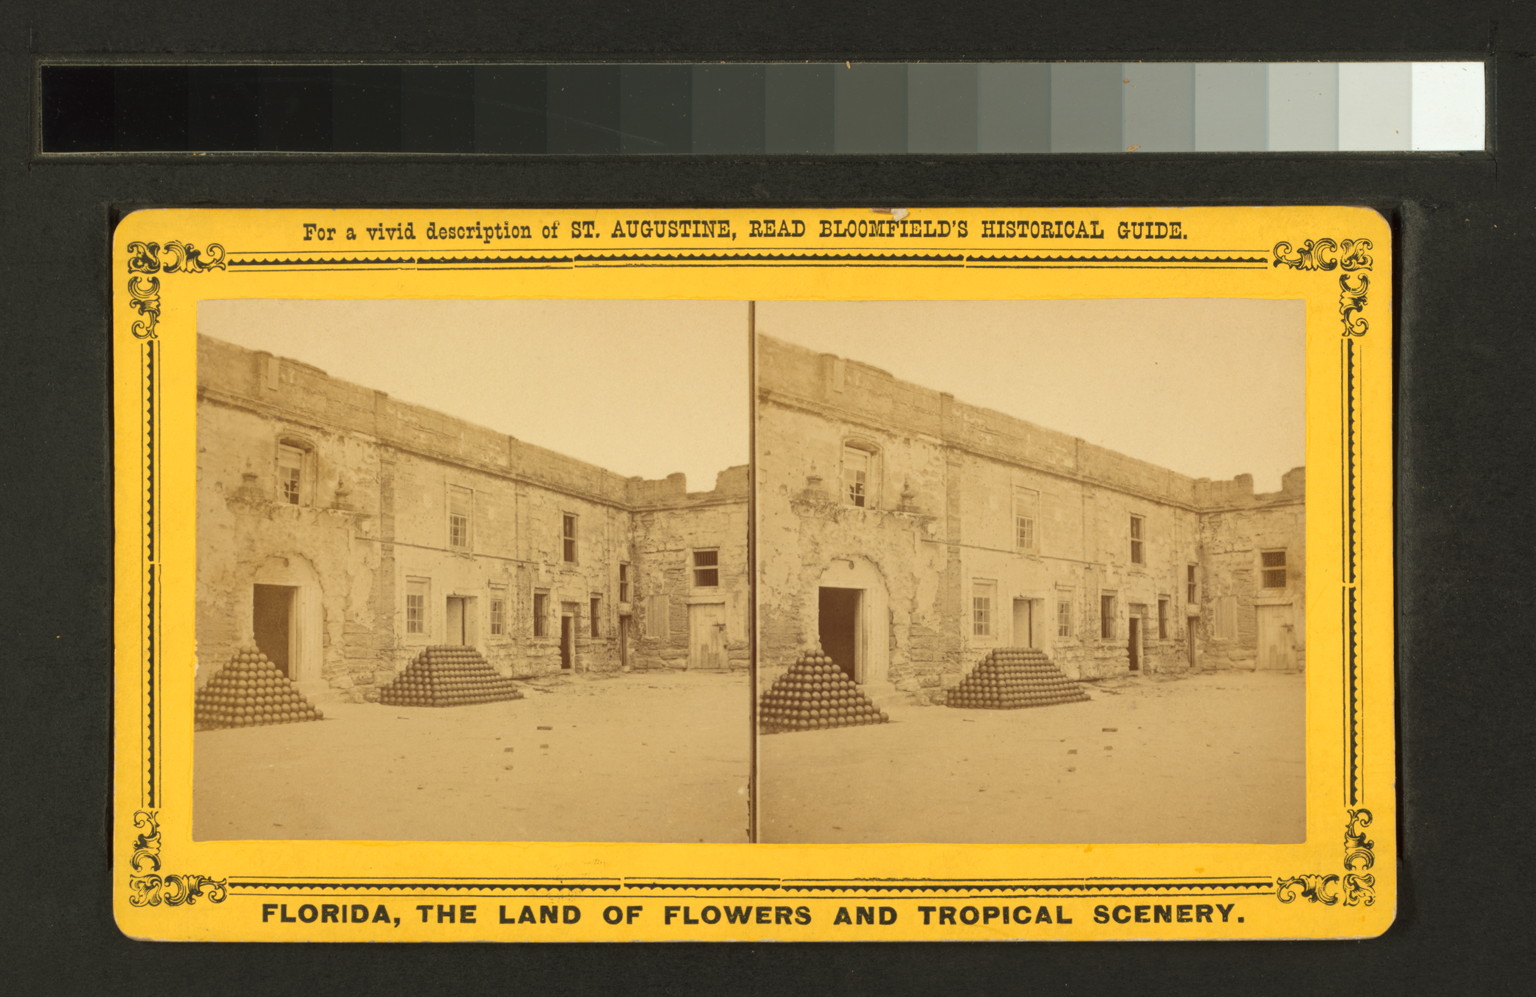 For a vivid description of ST. AUGUSTINE, READ BLOOMFIELD'S HISTORICAL GUIDE.
FLORIDA, THE LAND OF FLOWERS AND TROPICAL SCENERY.